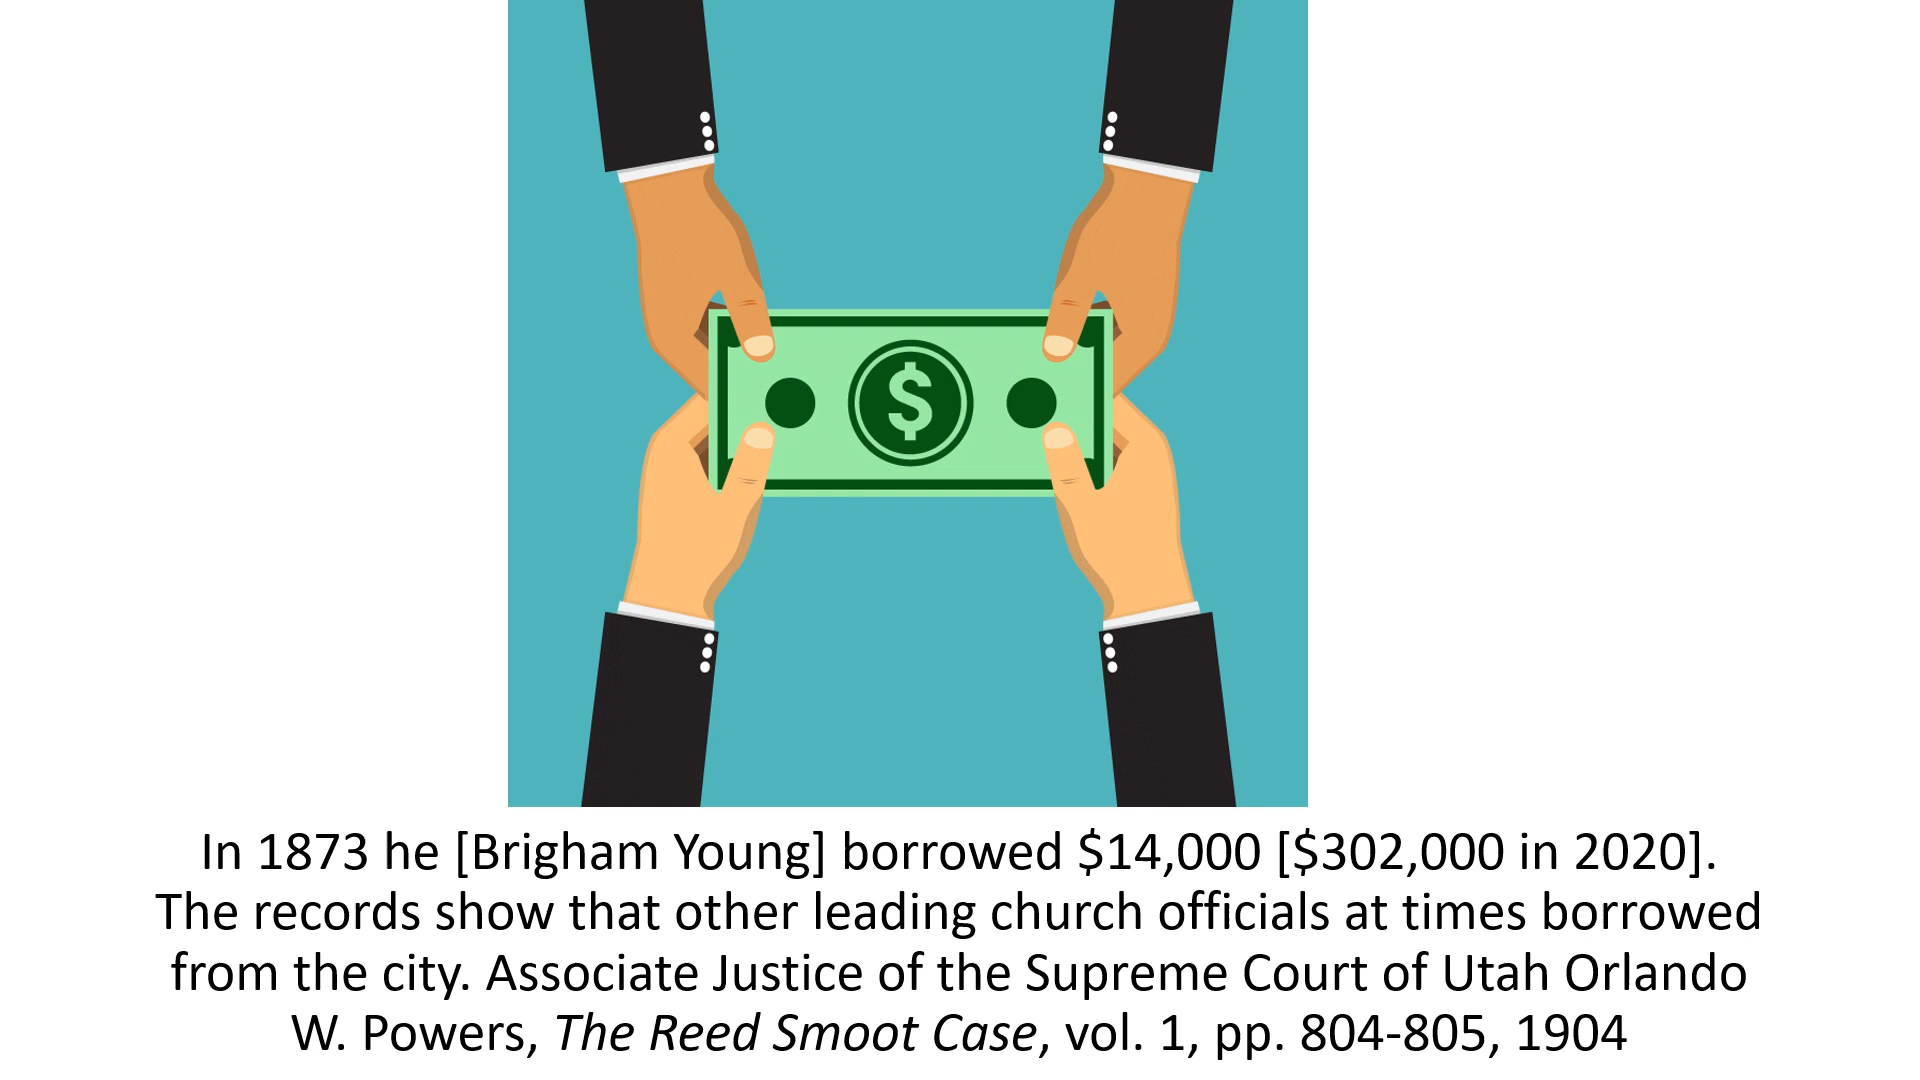 $
In 1873 he [Brigham Young] borrowed $14,000 [$302,000 in 2020].
The records show that other leading church officials at times borrowed
from the city. Associate Justice of the Supreme Court of Utah Orlando
W. Powers, The Reed Smoot Case, vol. 1, pp. 804-805, 1904